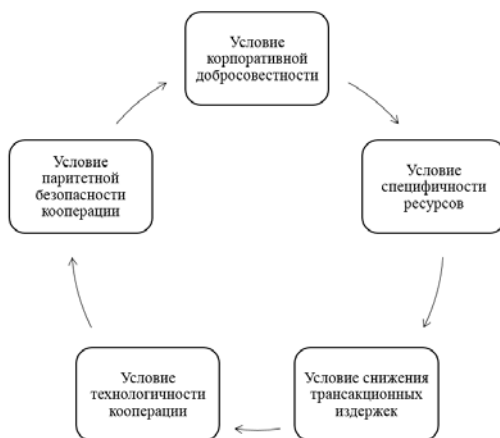 Условие
корпоративной
добросовестности
Условие
специфичности
ресурсов
Условие снижения
трансакционных
издержек
Условие
технологичности
кооперации
Условие
паритетной
безопасности
кооперации